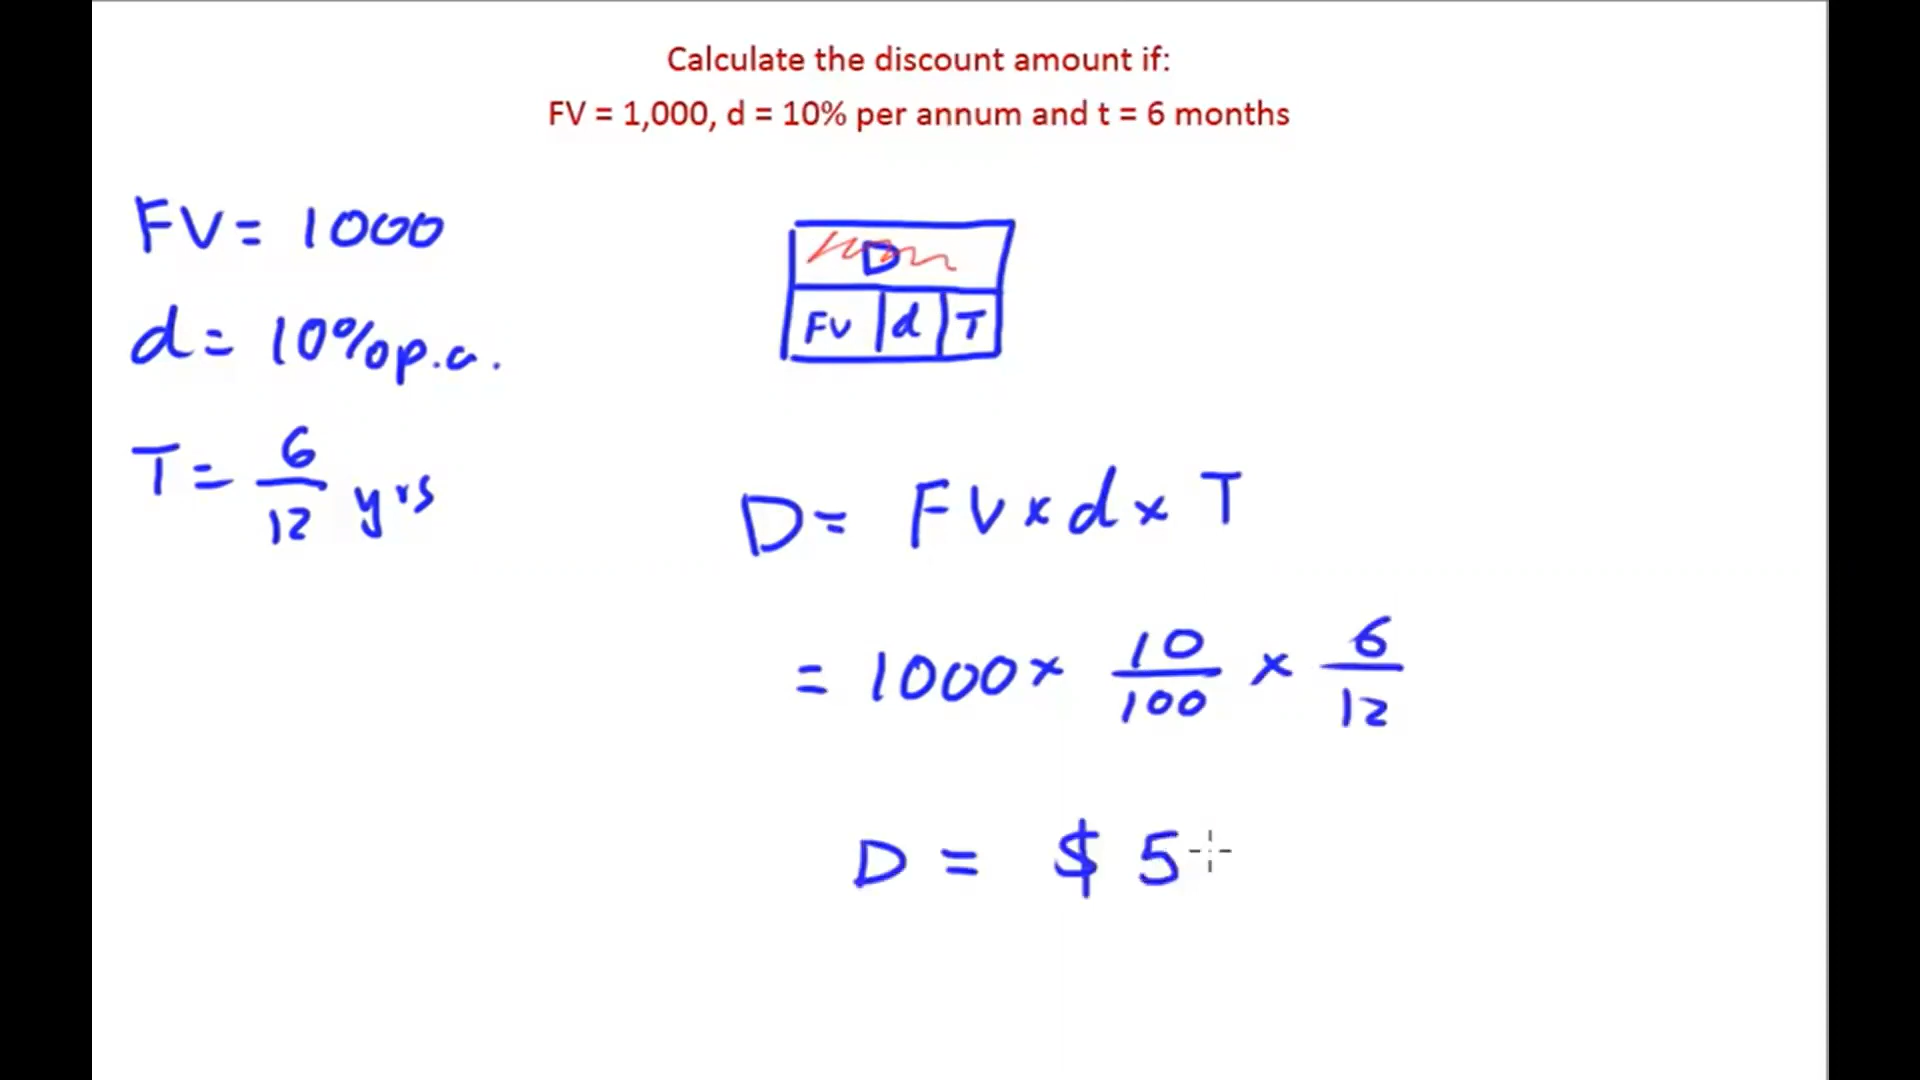 Calculate the discount amount if:
FV = 1,000, d = 10% per annum and t = 6 months
FV = 1000
d = 10% p.a.
T = 6/12 yrs
D
FV | d | T
D = FV × d × T
= 1000 × 10/100 × 6/12
D = $ 5